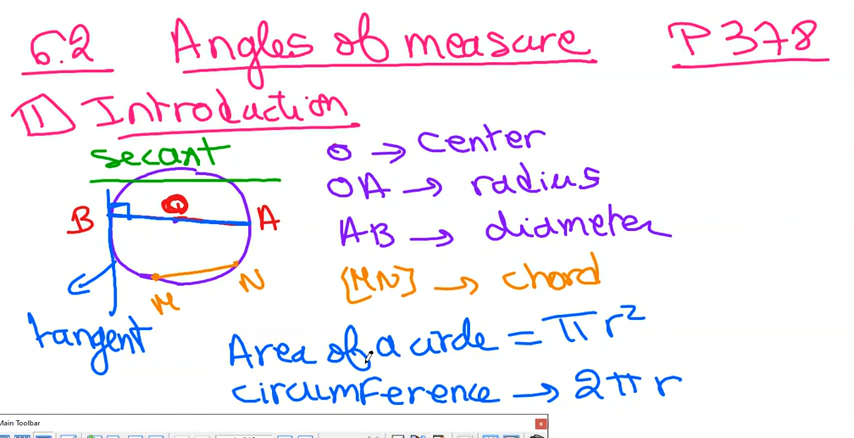 6.2 Angles of measure P378
1) Introduction
secant
O → center
OA → radius
B O A
AB → diameter
[MN] → chord
M N
tangent
Area of a circle = πr²
circumference → 2πr
Main Toolbar